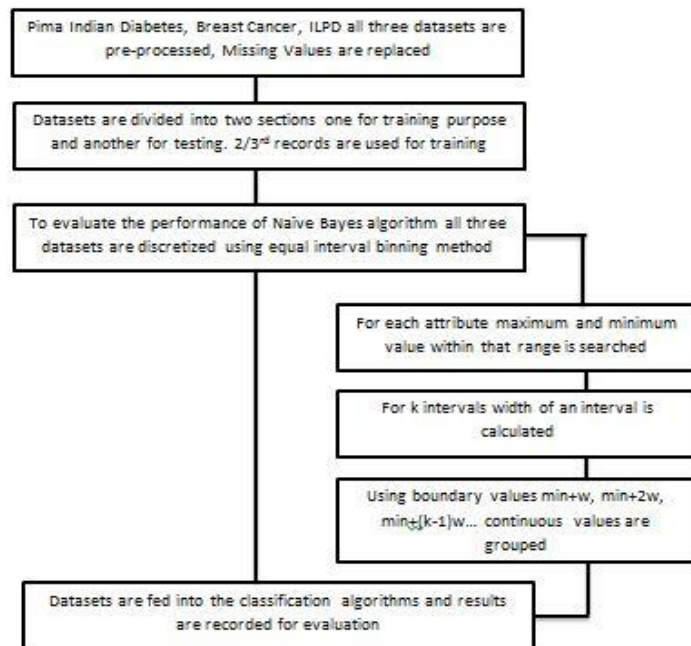 Pima Indian Diabetes, Breast Cancer, ILPD all three datasets are
pre-processed, Missing Values are replaced
Datasets are divided into two sections one for training purpose
and another for testing. 2/3rd records are used for training
To evaluate the performance of Naïve Bayes algorithm all three
datasets are discretized using equal interval binning method
For each attribute maximum and minimum
value within that range is searched
For k intervals width of an interval is
calculated
Using boundary values min+w, min+2w,
min+(k-1)w... continuous values are
grouped
Datasets are fed into the classification algorithms and results
are recorded for evaluation